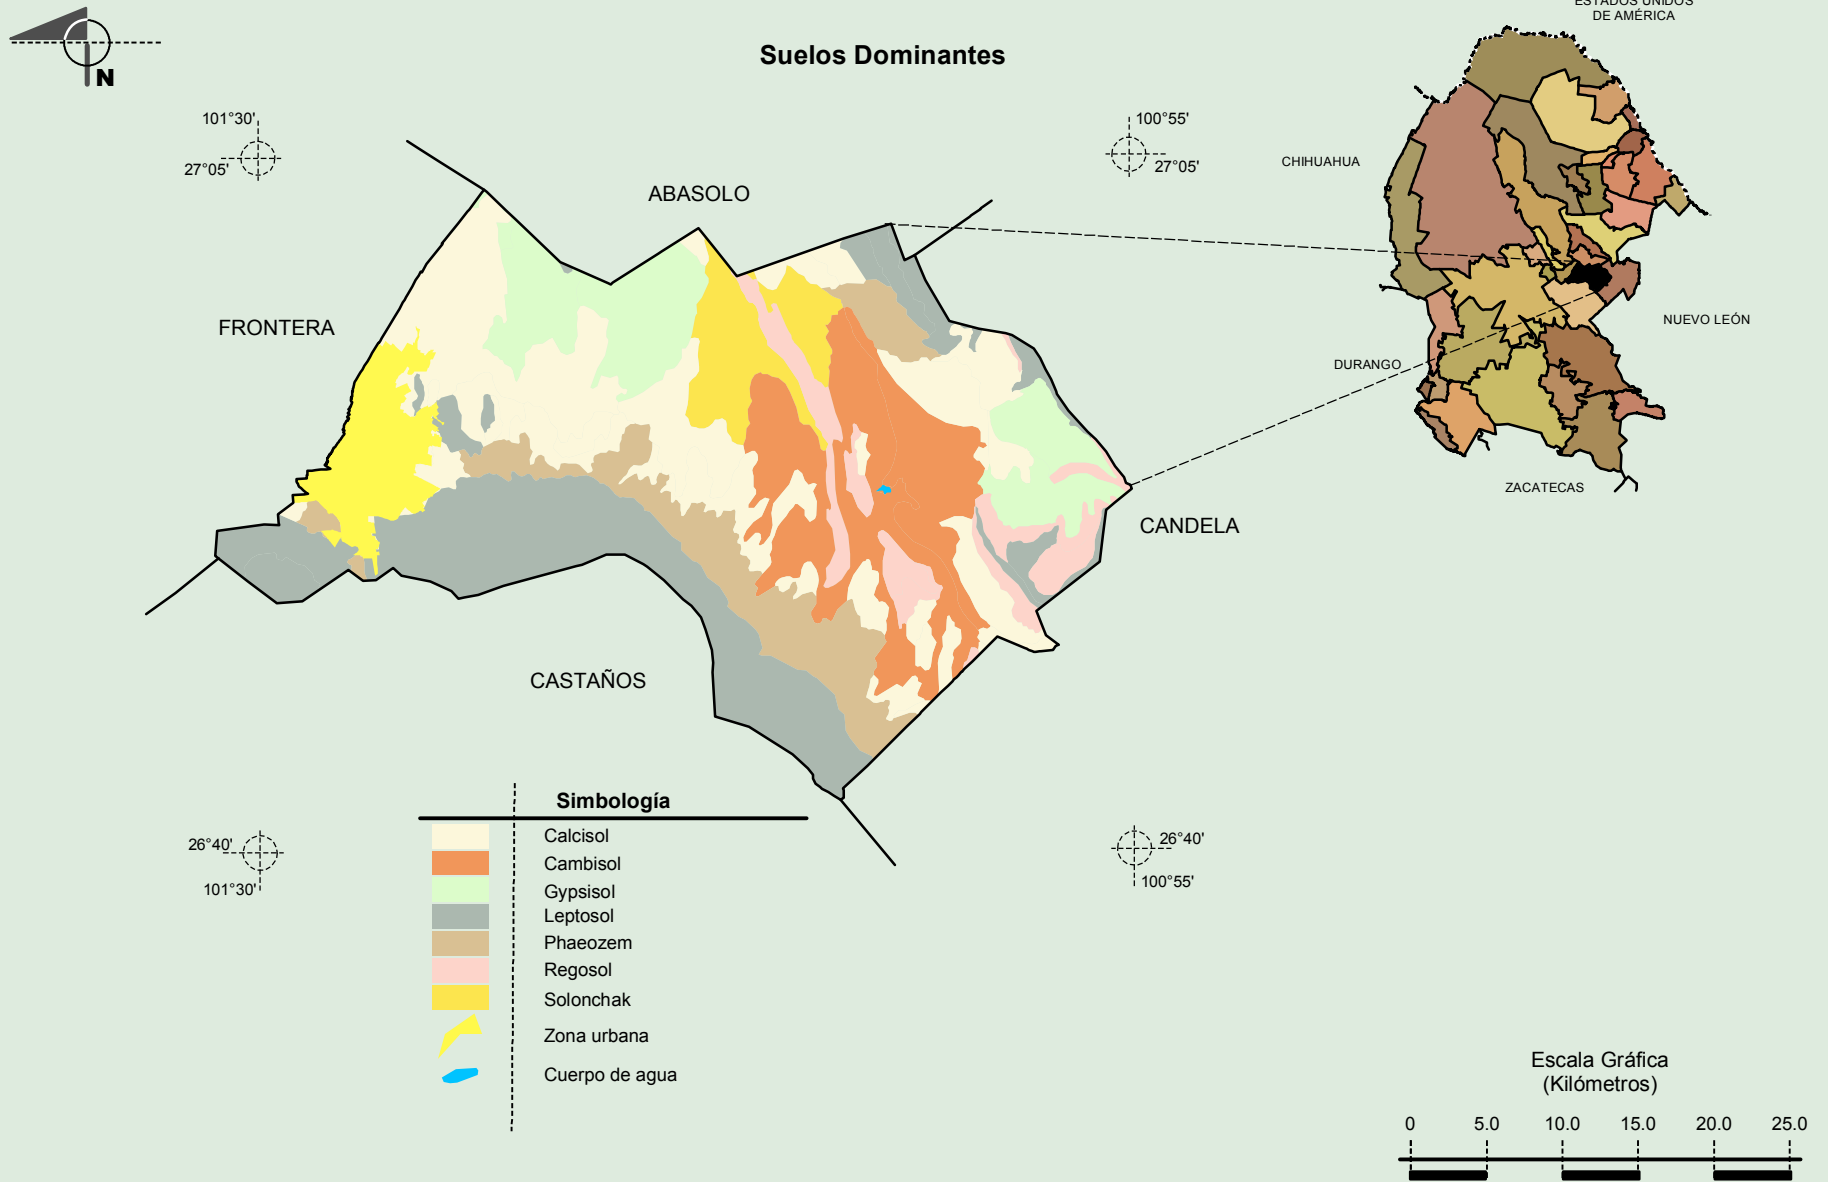 ESTADOS UNIDOS
DE AMÉRICA
N
Suelos Dominantes
101°30'
27°05'
100°55'
27°05'
CHIHUAHUA
ABASOLO
FRONTERA
NUEVO LEÓN
DURANGO
ZACATECAS
CANDELA
CASTAÑOS
Simbología
Calcisol
Cambisol
Gypsisol
Leptosol
Phaeozem
Regosol
Solonchak
Zona urbana
Cuerpo de agua
26°40'
101°30'
26°40'
100°55'
Escala Gráfica
(Kilómetros)
0 5.0 10.0 15.0 20.0 25.0